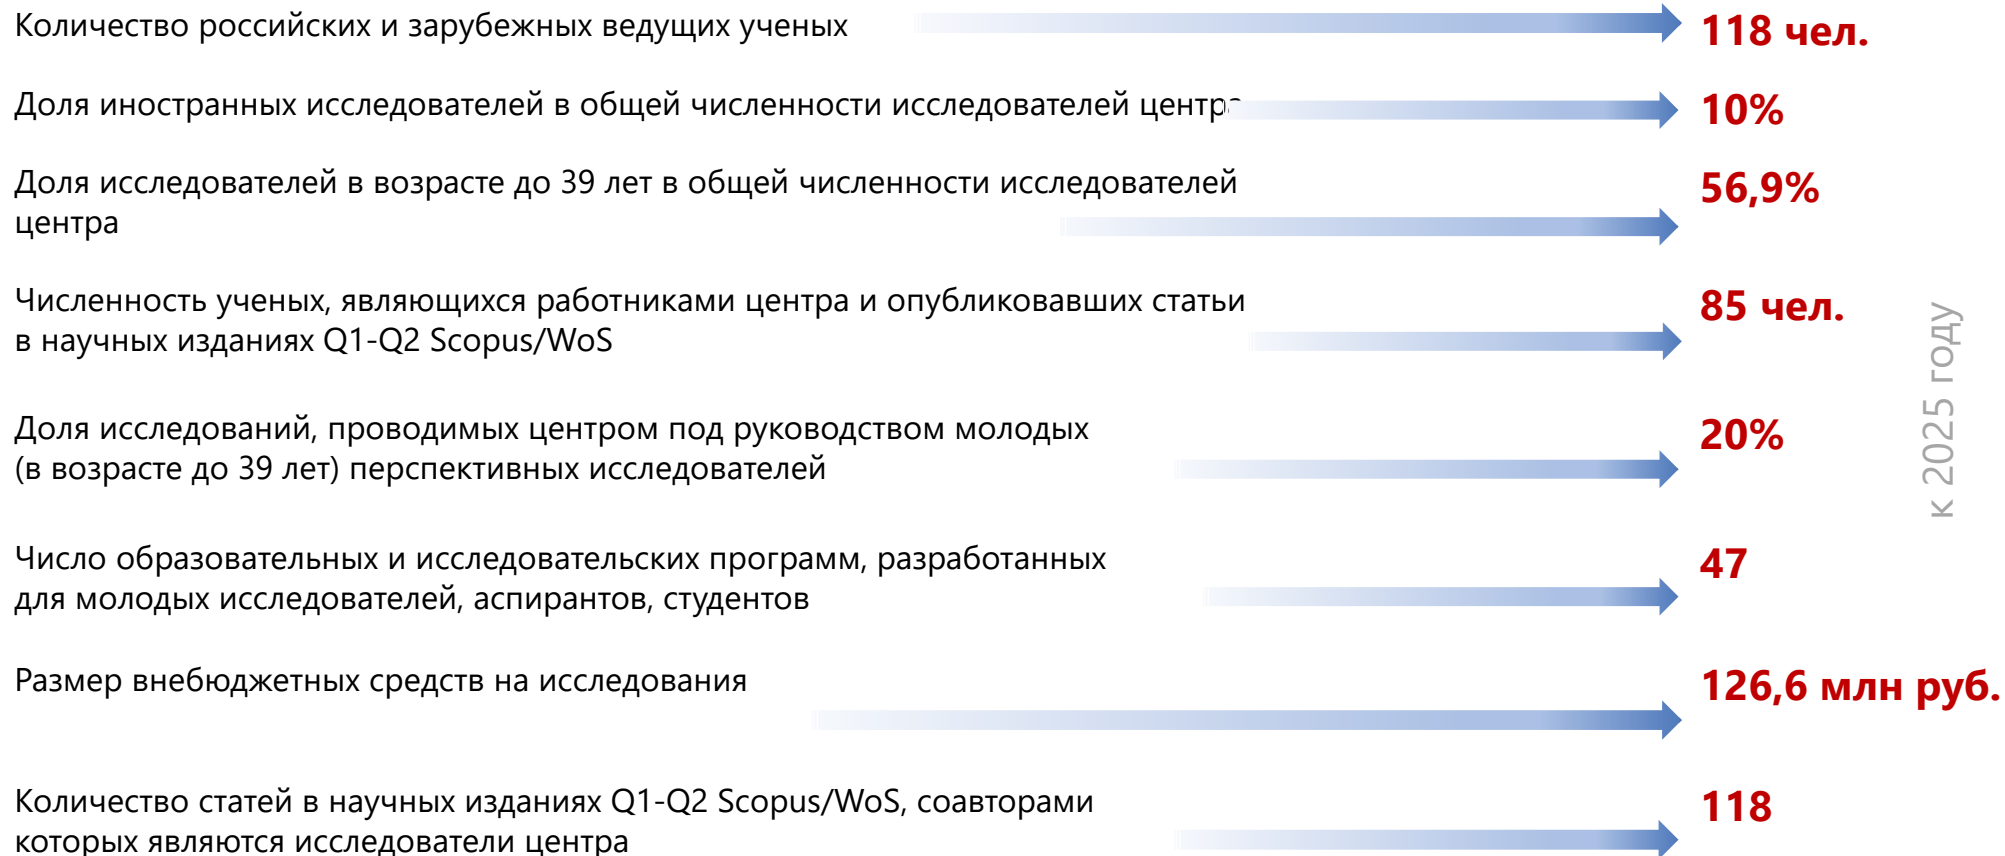 Количество российских и зарубежных ведущих ученых
118 чел.
Доля иностранных исследователей в общей численности исследователей центра
10%
Доля исследователей в возрасте до 39 лет в общей численности исследователей
центра
56,9%
Численность ученых, являющихся работниками центра и опубликовавших статьи
в научных изданиях Q1-Q2 Scopus/WoS
85 чел.
Доля исследований, проводимых центром под руководством молодых
(в возрасте до 39 лет) перспективных исследователей
20%
Число образовательных и исследовательских программ, разработанных
для молодых исследователей, аспирантов, студентов
47
Размер внебюджетных средств на исследования
126,6 млн руб.
Количество статей в научных изданиях Q1-Q2 Scopus/WoS, соавторами
которых являются исследователи центра
118
к 2025 году